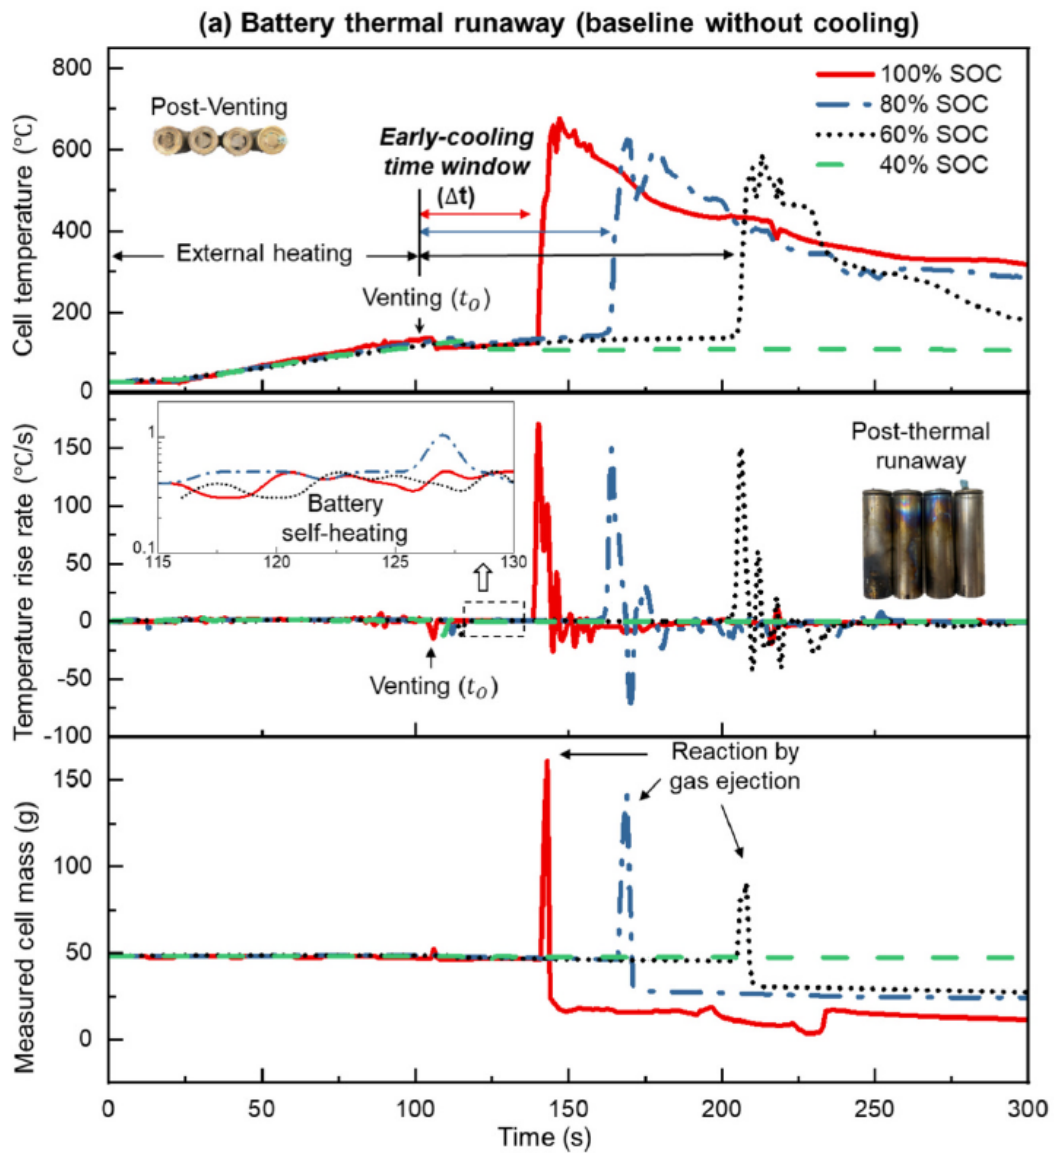 (a) Battery thermal runaway (baseline without cooling)
Cell temperature (℃)
800
600
400
200
0
Post-Venting
Early-cooling
time window
(Δt)
External heating
Venting (t₀)
100% SOC
80% SOC
60% SOC
40% SOC
Temperature rise rate (℃/s)
150
100
50
0
-50
-100
1
0.1
115
120
125
130
Battery
self-heating
Venting (t₀)
Post-thermal
runaway
Measured cell mass (g)
150
100
50
0
Reaction by
gas ejection
0
50
100
150
200
250
300
Time (s)